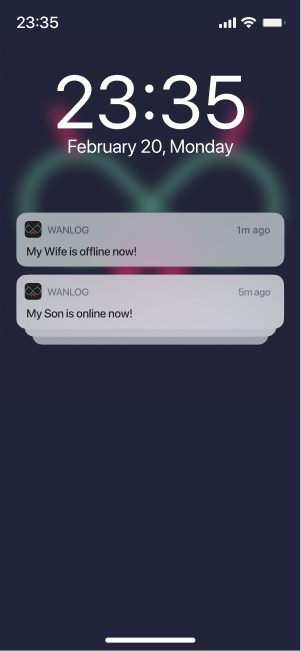 23:35
23:35
February 20, Monday
WANLOG
1m ago
My Wife is offline now!
WANLOG
5m ago
My Son is online now!